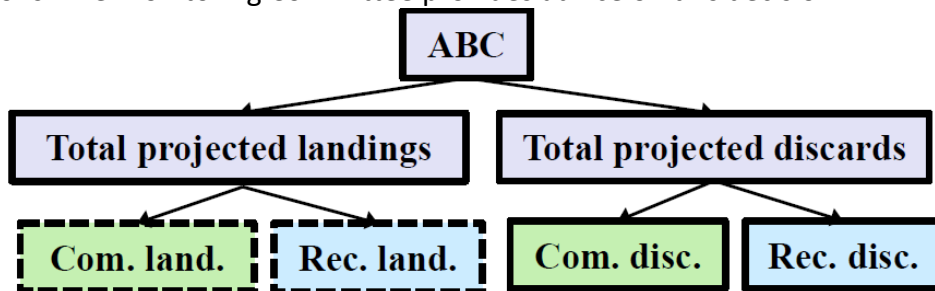 ABC
Total projected landings
Total projected discards
Com. land.
Rec. land.
Com. disc.
Rec. disc.